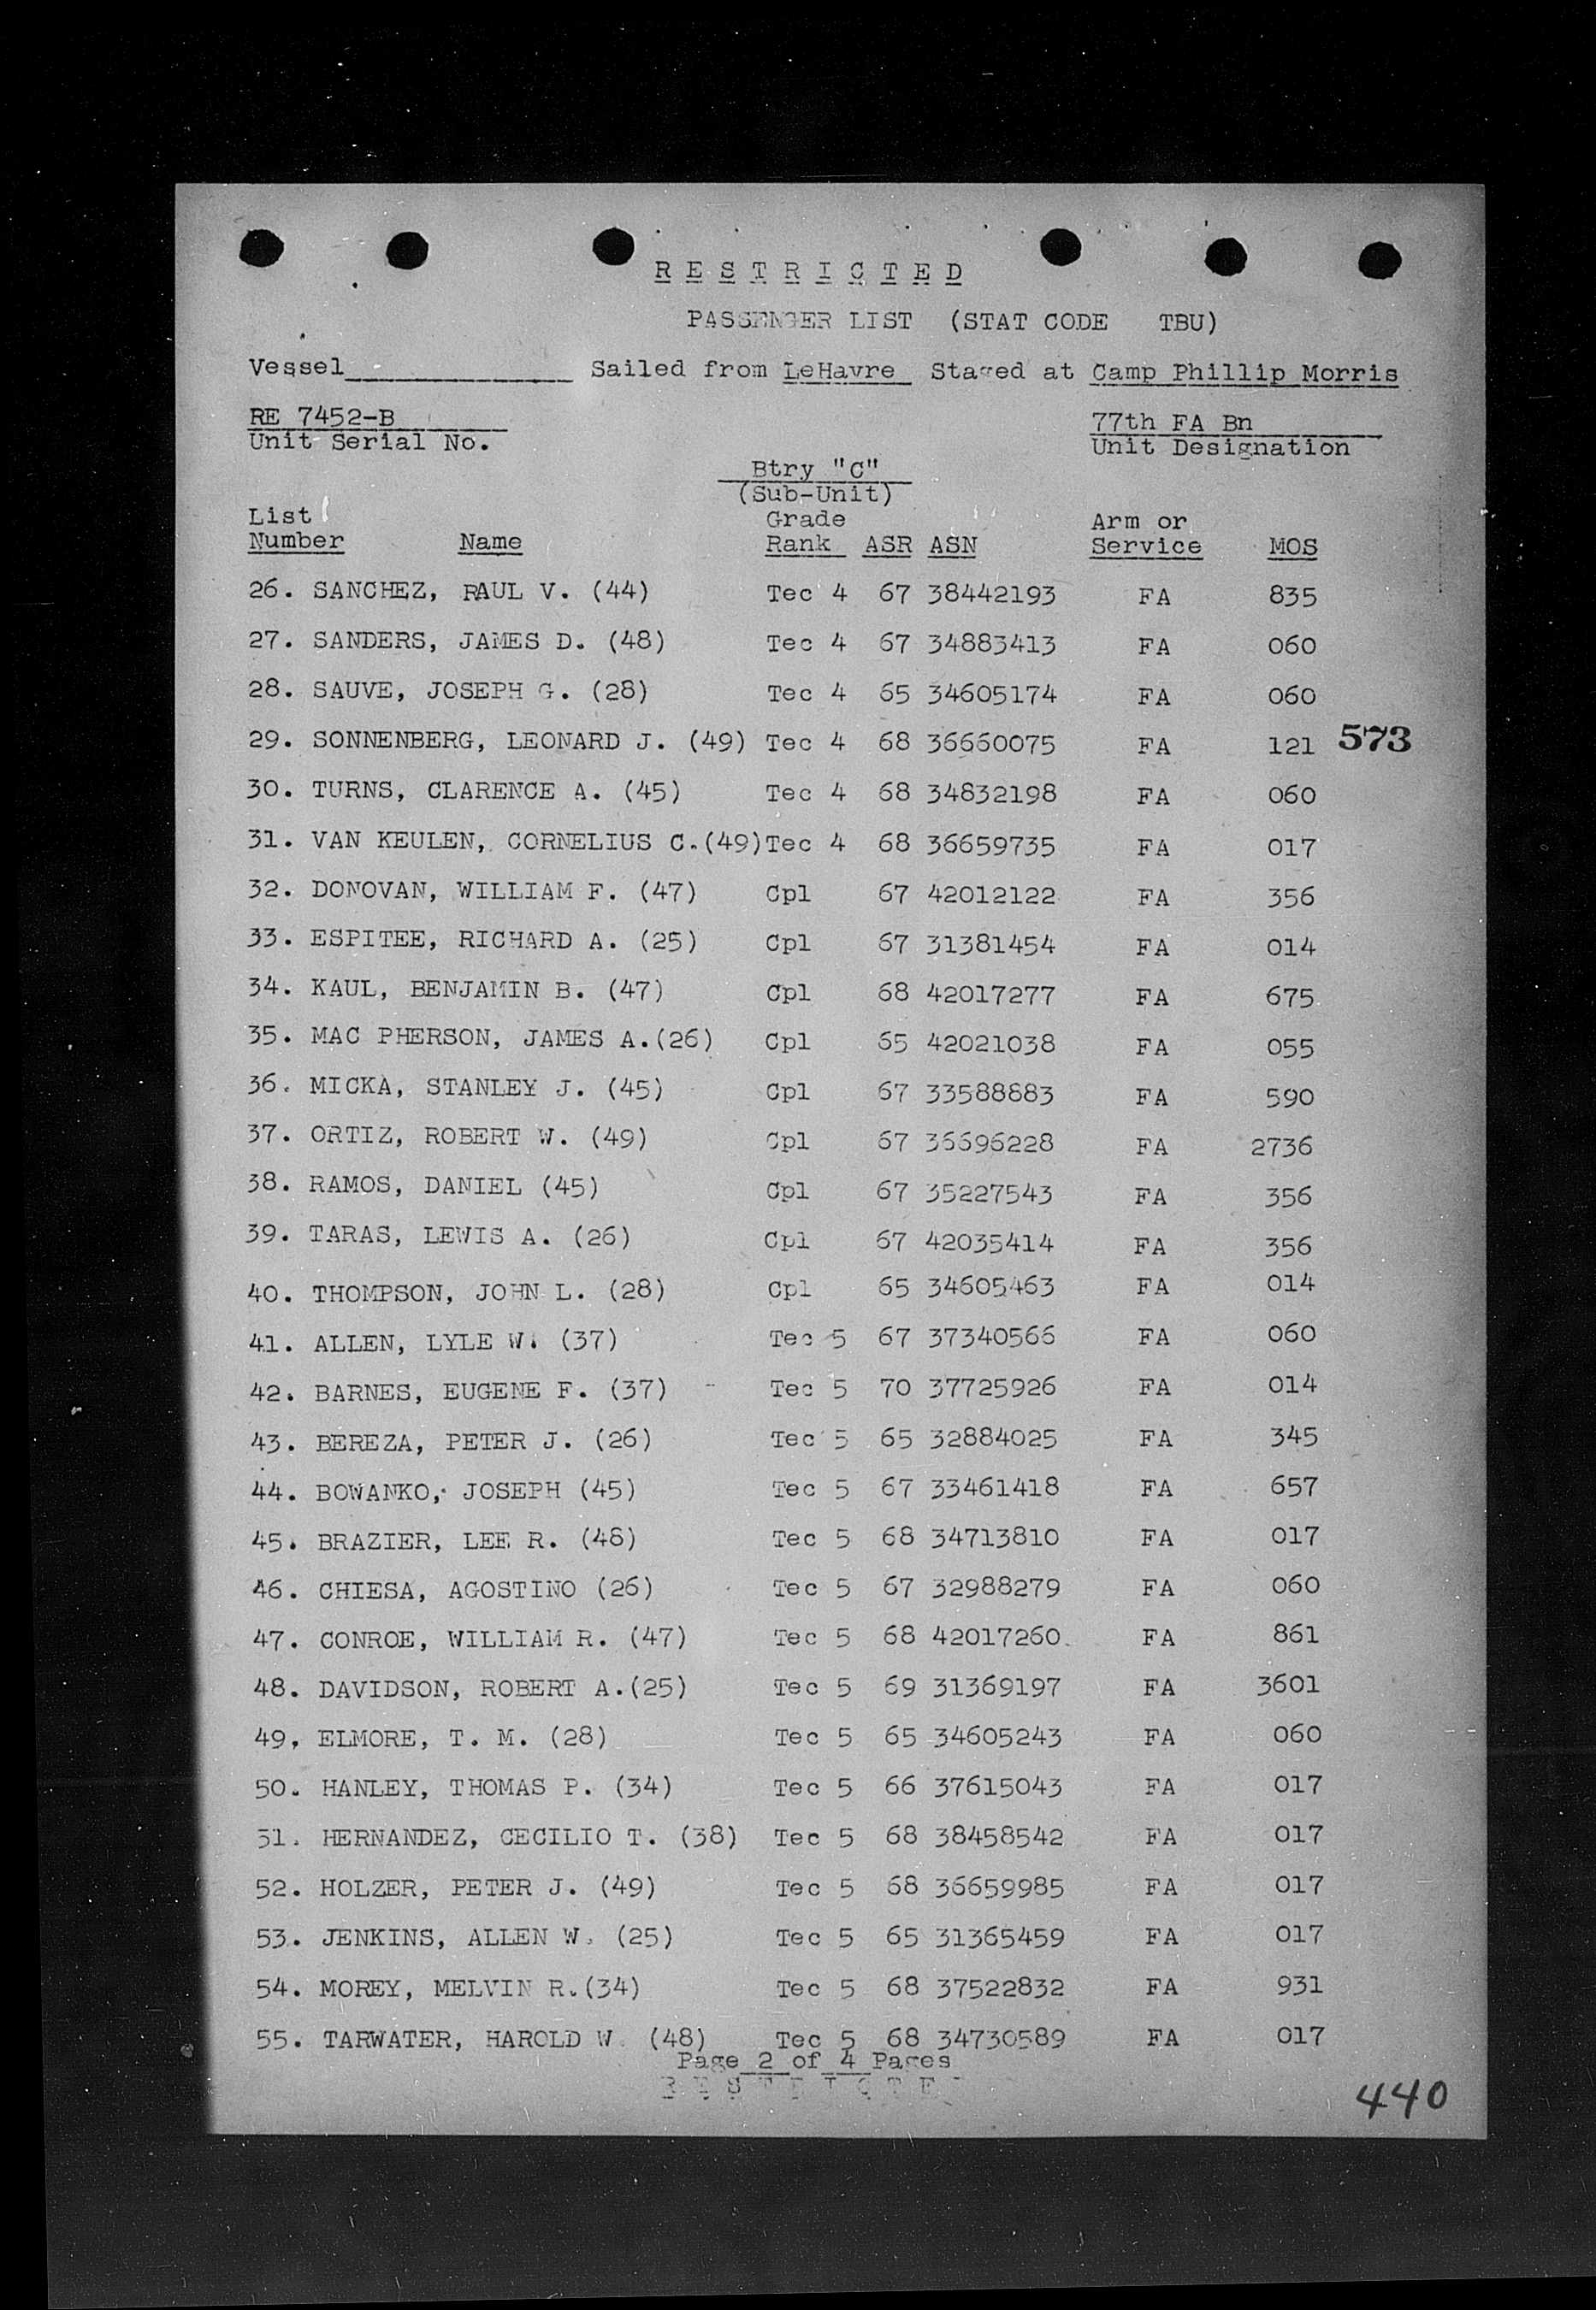 RESTRICTED
PASSENGER LIST (STAT CODE TBU)
Vessel Sailed from LeHavre Staged at Camp Phillip Morris
RE 7452-B 77th FA Bn
Unit Serial No. Unit Designation
Btry "C"
(Sub-Unit)
List Grade Arm or
Number Name Rank ASR ASN Service MOS
26. SANCHEZ, RAUL V. (44) Tec 4 67 38442193 FA 835
27. SANDERS, JAMES D. (48) Tec 4 67 34883413 FA 060
28. SAUVE, JOSEPH G. (28) Tec 4 65 34605174 FA 060
29. SONNENBERG, LEONARD J. (49) Tec 4 68 36660075 FA 121 573
30. TURNS, CLARENCE A. (45) Tec 4 68 34832198 FA 060
31. VAN KEULEN, CORNELIUS C.(49)Tec 4 68 36659735 FA 017
32. DONOVAN, WILLIAM F. (47) Cpl 67 42012122 FA 356
33. ESPITEE, RICHARD A. (25) Cpl 67 31381454 FA 014
34. KAUL, BENJAMIN B. (47) Cpl 68 42017277 FA 675
35. MAC PHERSON, JAMES A.(26) Cpl 65 42021038 FA 055
36. MICKA, STANLEY J. (45) Cpl 67 33588883 FA 590
37. ORTIZ, ROBERT W. (49) Cpl 67 36696228 FA 2736
38. RAMOS, DANIEL (45) Cpl 67 35227543 FA 356
39. TARAS, LEWIS A. (26) Cpl 67 42035414 FA 356
40. THOMPSON, JOHN L. (28) Cpl 65 34605463 FA 014
41. ALLEN, LYLE W. (37) Tec 5 67 37340566 FA 060
42. BARNES, EUGENE F. (37) Tec 5 70 37725926 FA 014
43. BEREZA, PETER J. (26) Tec 5 65 32884025 FA 345
44. BOWANKO, JOSEPH (45) Tec 5 67 33461418 FA 657
45. BRAZIER, LEE R. (48) Tec 5 68 34713810 FA 017
46. CHIESA, AGOSTINO (26) Tec 5 67 32988279 FA 060
47. CONROE, WILLIAM R. (47) Tec 5 68 42017260 FA 861
48. DAVIDSON, ROBERT A.(25) Tec 5 69 31369197 FA 3601
49. ELMORE, T. M. (28) Tec 5 65 34605243 FA 060
50. HANLEY, THOMAS P. (34) Tec 5 66 37615043 FA 017
51. HERNANDEZ, CECILIO T. (38) Tec 5 68 38458542 FA 017
52. HOLZER, PETER J. (49) Tec 5 68 36659985 FA 017
53. JENKINS, ALLEN W. (25) Tec 5 65 31365459 FA 017
54. MOREY, MELVIN R.(34) Tec 5 68 37522832 FA 931
55. TARWATER, HAROLD W. (48) Tec 5 68 34730589 FA 017
Page 2 of 4 Pages
RESTRICTED
440